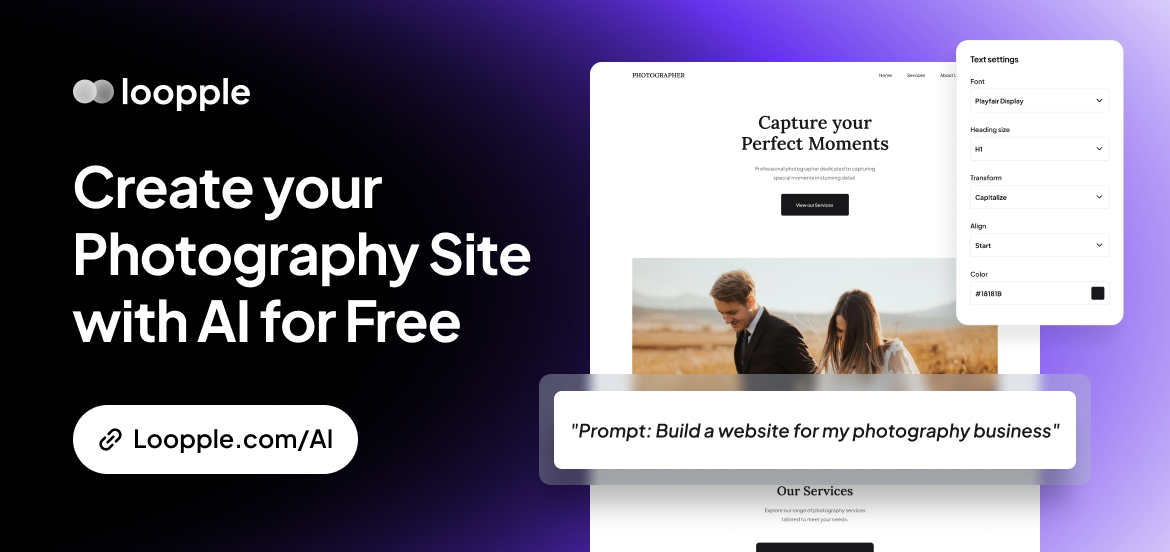 loopple
Create your
Photography Site
with AI for Free
Loopple.com/AI
PHOTOGRAPHER
Home
Services
About
Capture your
Perfect Moments
Professional photographer dedicated to capturing
special moments in stunning detail
View our Services
Text settings
Font
Playfair Display
Heading size
H1
Transform
Capitalize
Align
Start
Color
#18181B
"Prompt: Build a website for my photography business"
Our Services
Explore our range of photography services
tailored to meet your needs.